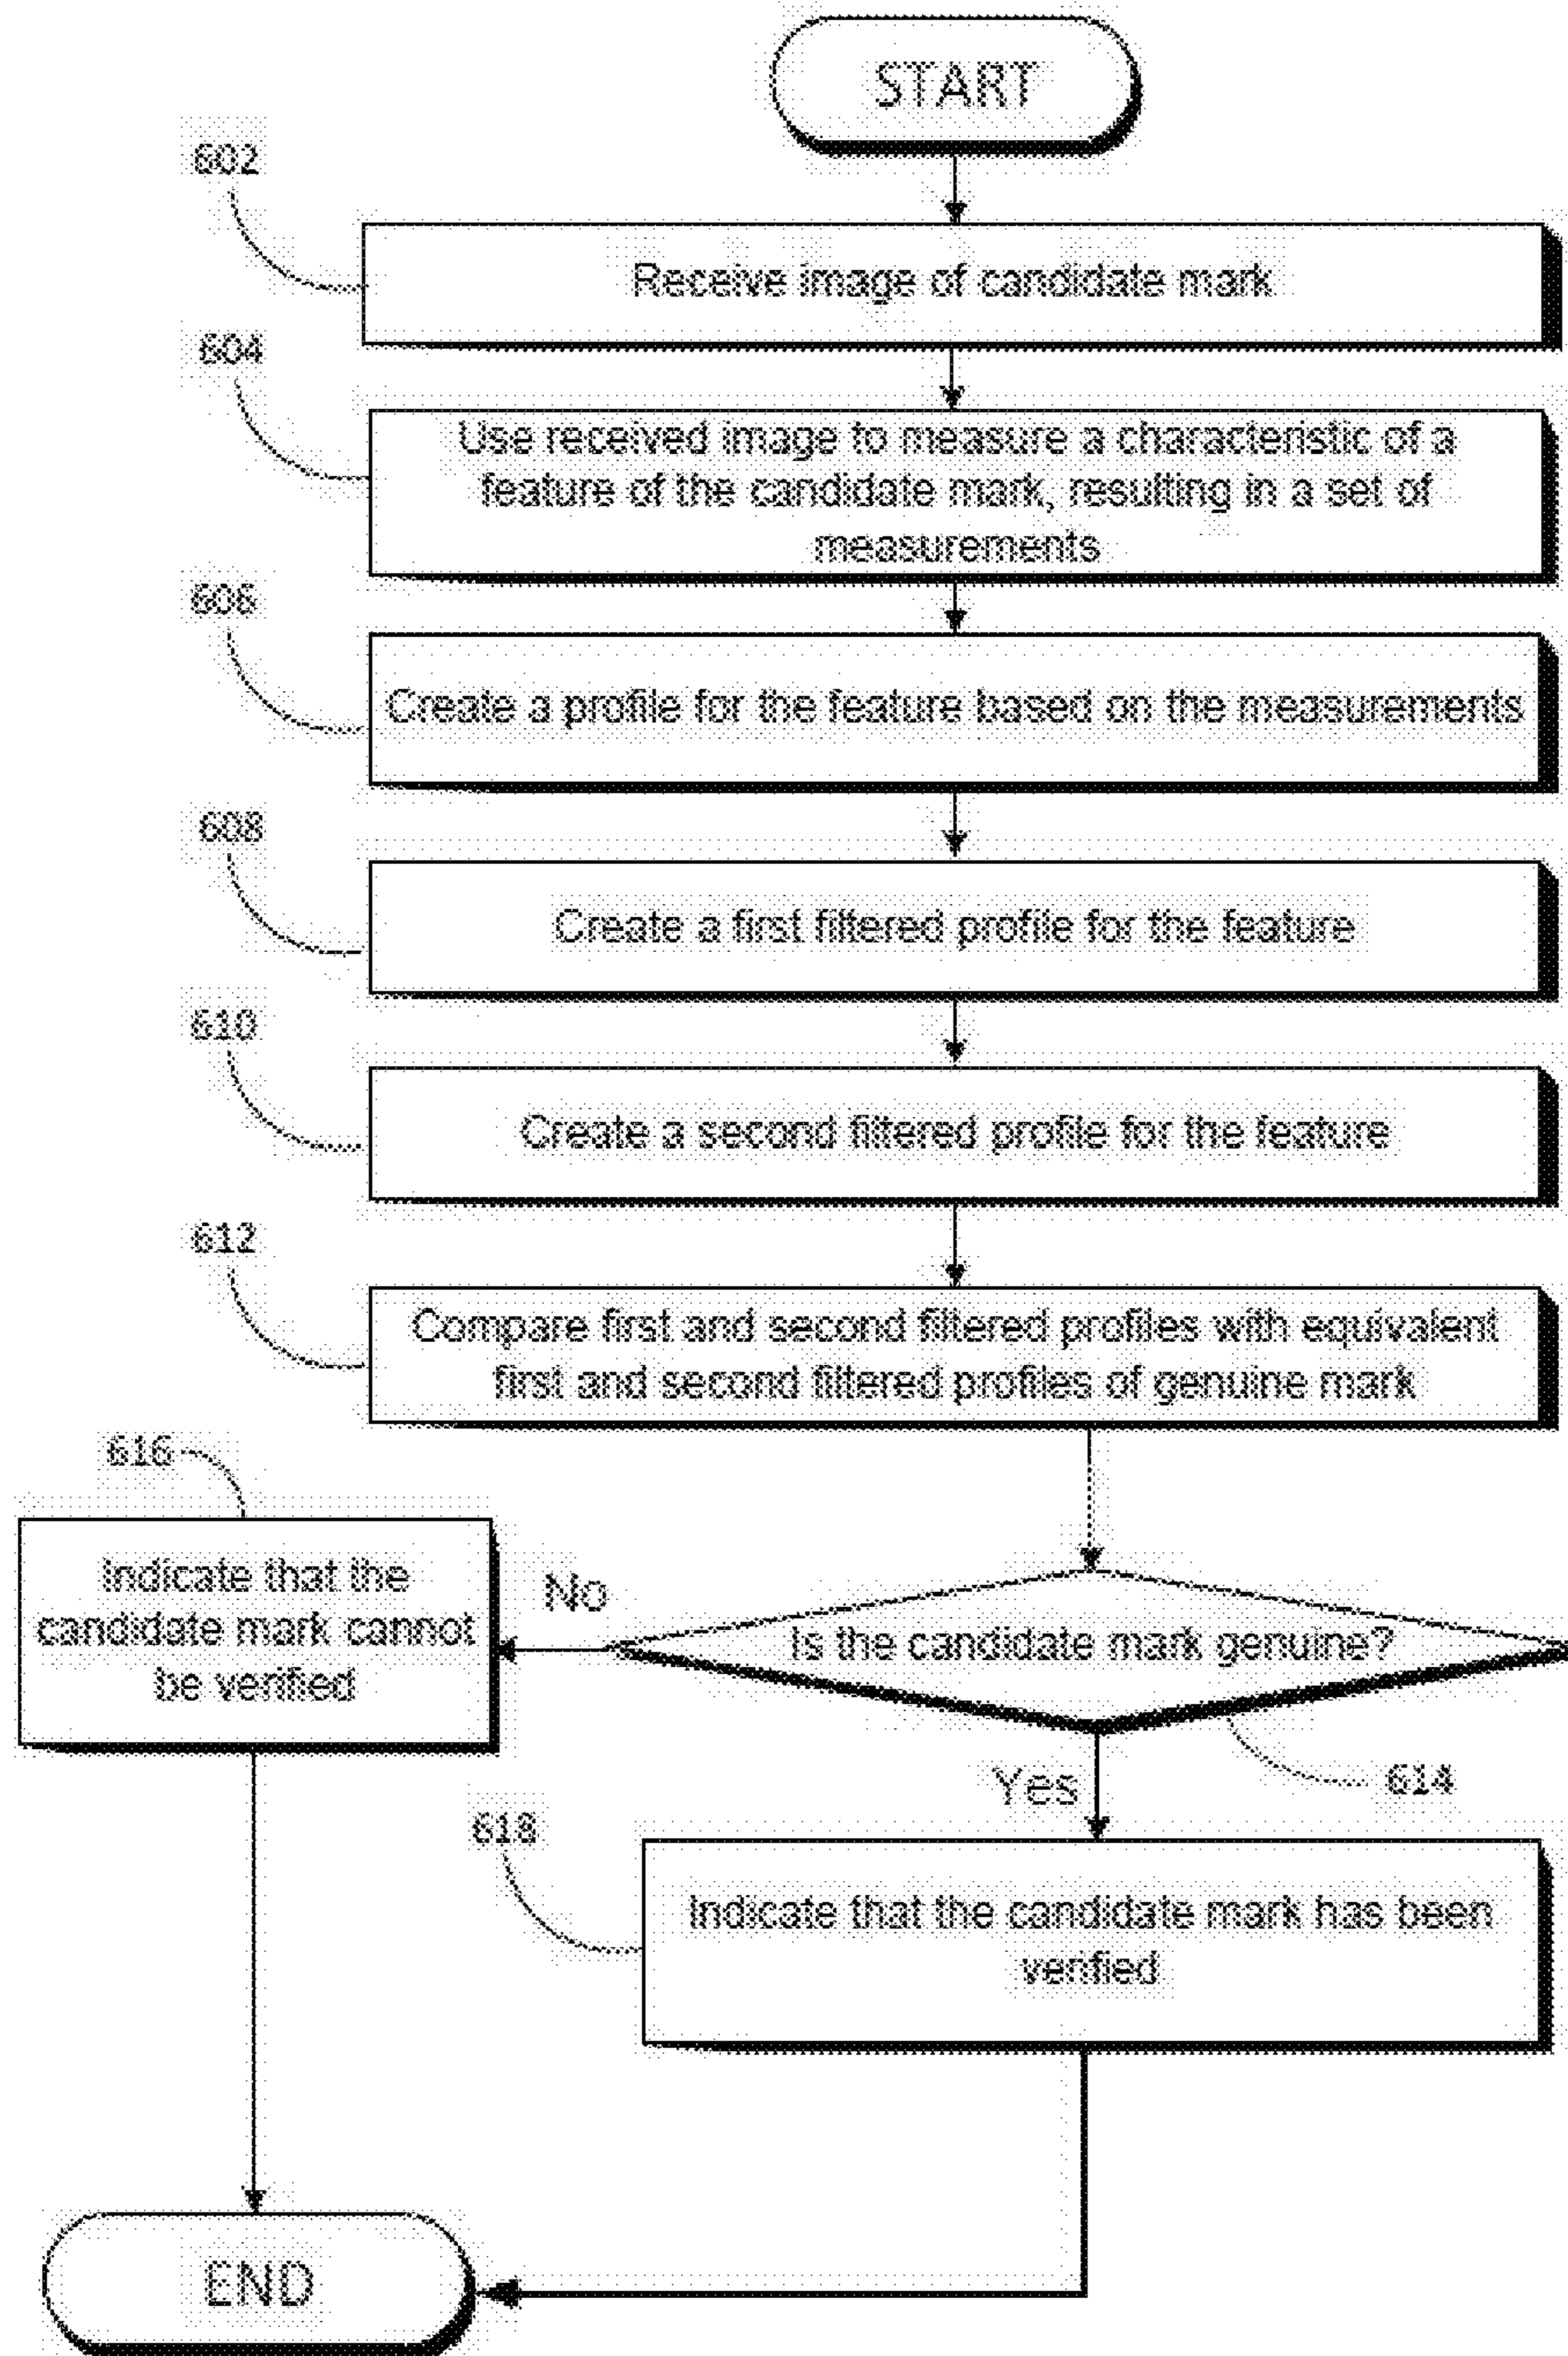 START
602
Receive image of candidate mark
604
Use received image to measure a characteristic of a
feature of the candidate mark, resulting in a set of
measurements
606
Create a profile for the feature based on the measurements
608
Create a first filtered profile for the feature
610
Create a second filtered profile for the feature
612
Compare first and second filtered profiles with equivalent
first and second filtered profiles of genuine mark
616
Indicate that the
candidate mark cannot
be verified
No
Is the candidate mark genuine?
Yes
614
618
Indicate that the candidate mark has been
verified
END